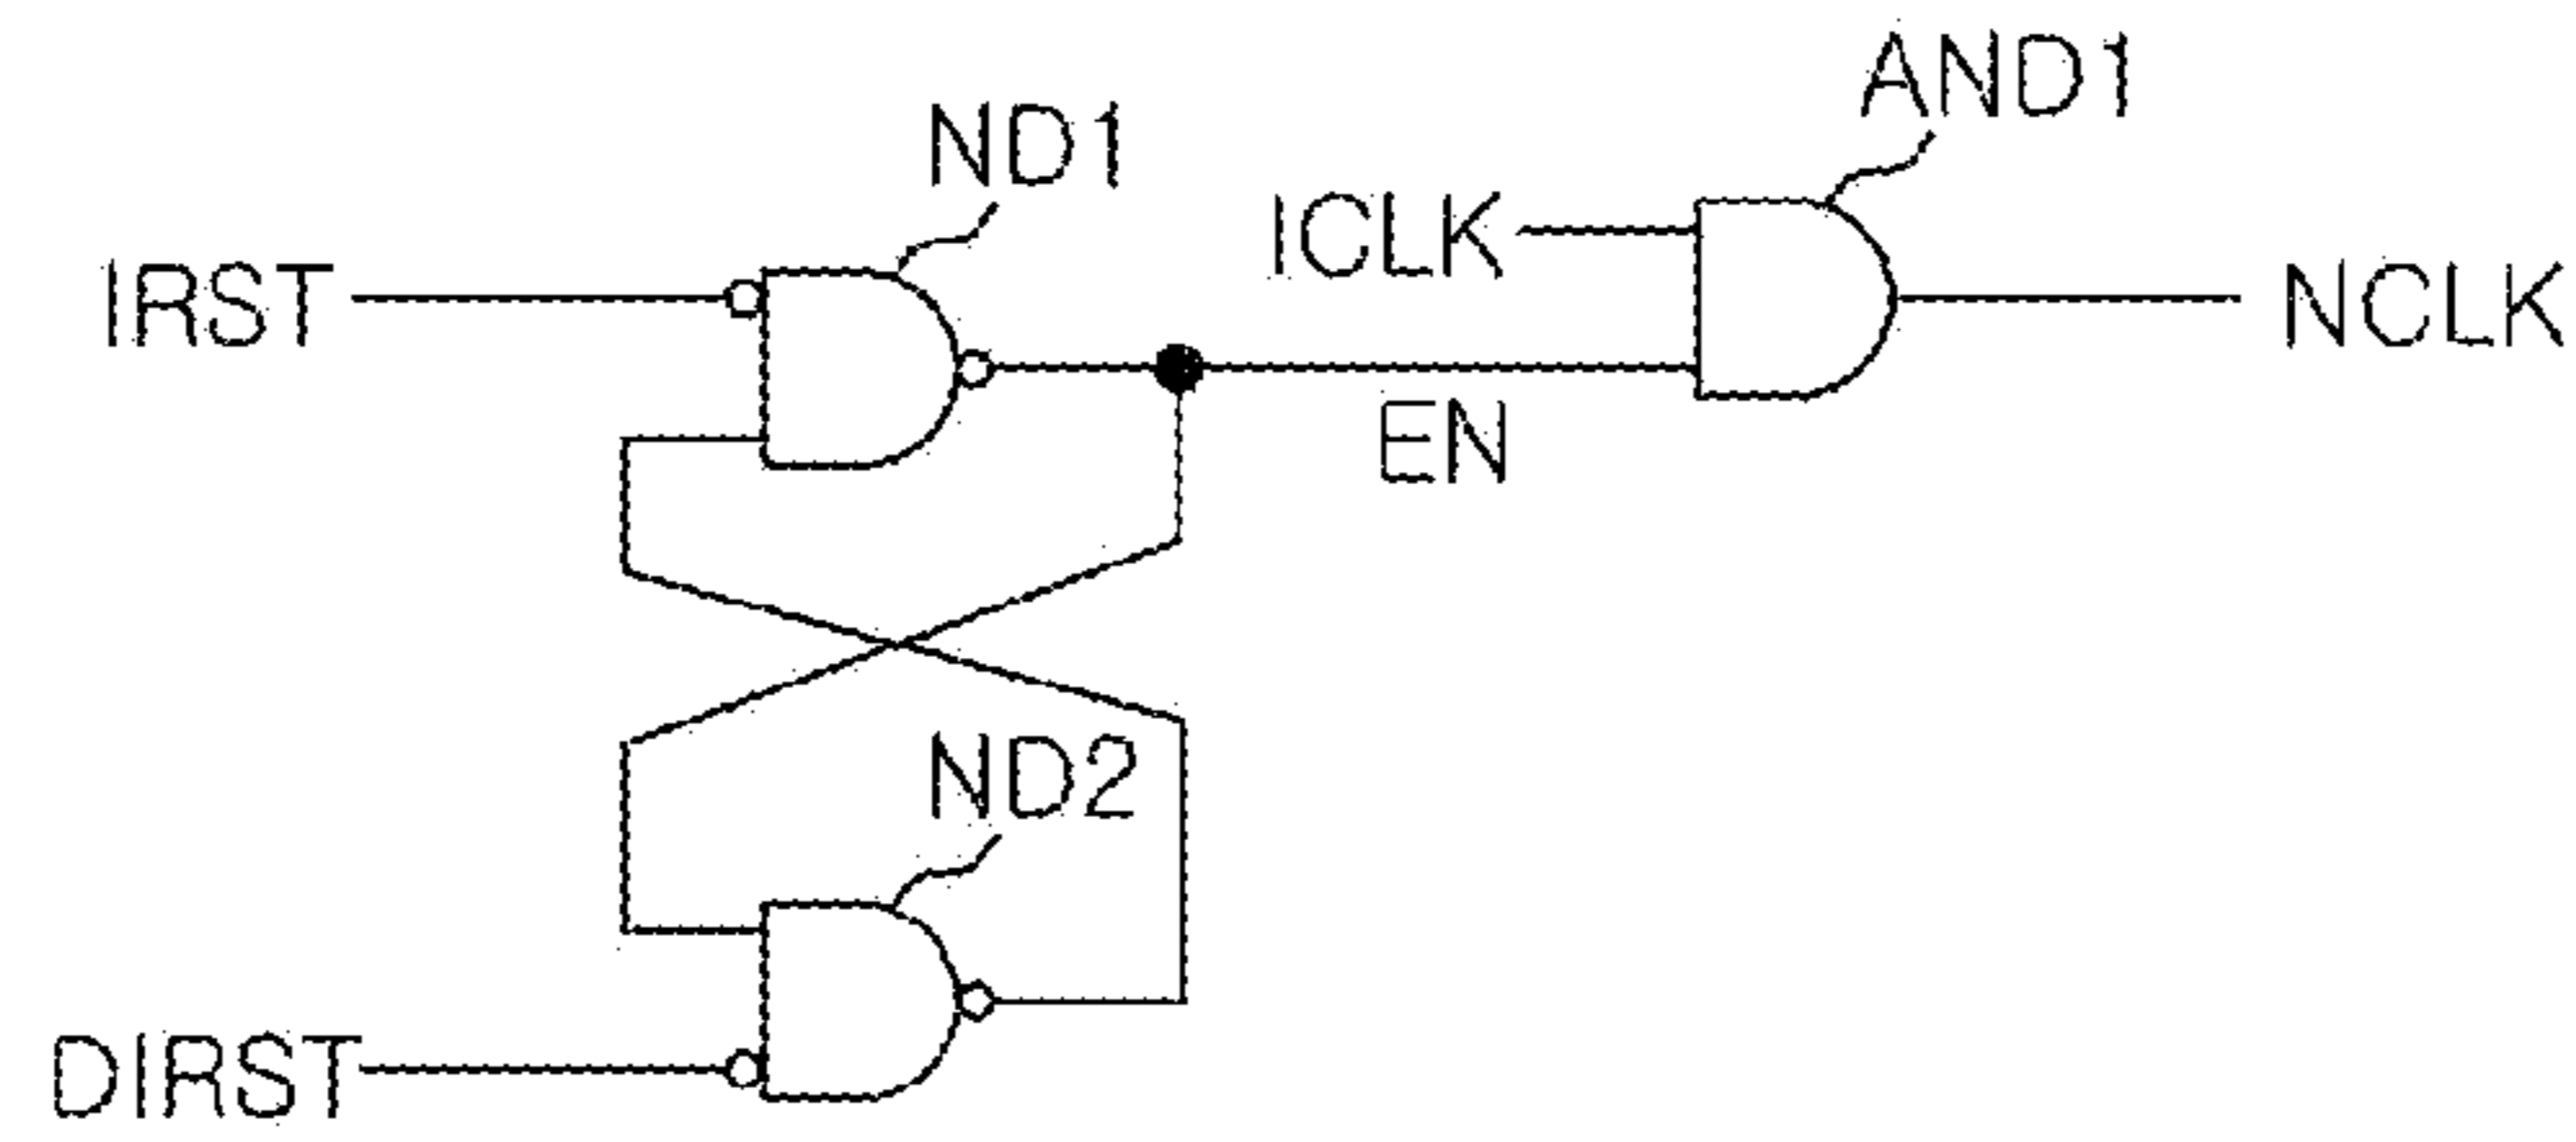 AND1
ND1
ICLK
IRST
NCLK
EN
ND2
DIRST